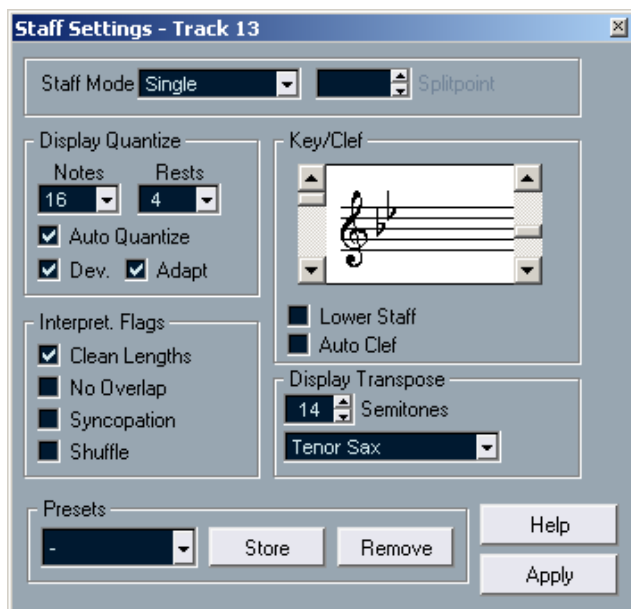 Staff Settings - Track 13
Staff Mode Single Splitpoint
Display Quantize
Notes Rests
16 4
Auto Quantize
Dev. Adapt
Key/Clef
Lower Staff
Auto Clef
Interpret. Flags
Clean Lengths
No Overlap
Syncopation
Shuffle
Display Transpose
14 Semitones
Tenor Sax
Presets
- Store Remove
Help
Apply